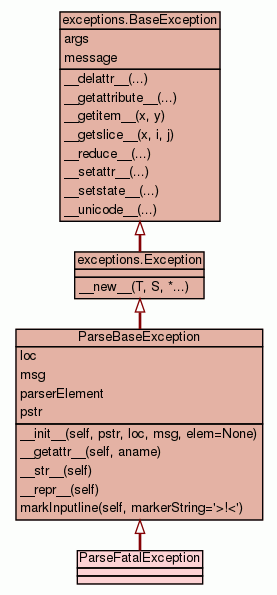 exceptions.BaseException
args
message
__delattr__(...)
__getattribute__(...)
__getitem__(x, y)
__getslice__(x, i, j)
__reduce__(...)
__setattr__(...)
__setstate__(...)
__unicode__(...)
exceptions.Exception
__new__(T, S, *...)
ParseBaseException
loc
msg
parserElement
pstr
__init__(self, pstr, loc, msg, elem=None)
__getattr__(self, aname)
__str__(self)
__repr__(self)
markInputline(self, markerString='>!<')
ParseFatalException